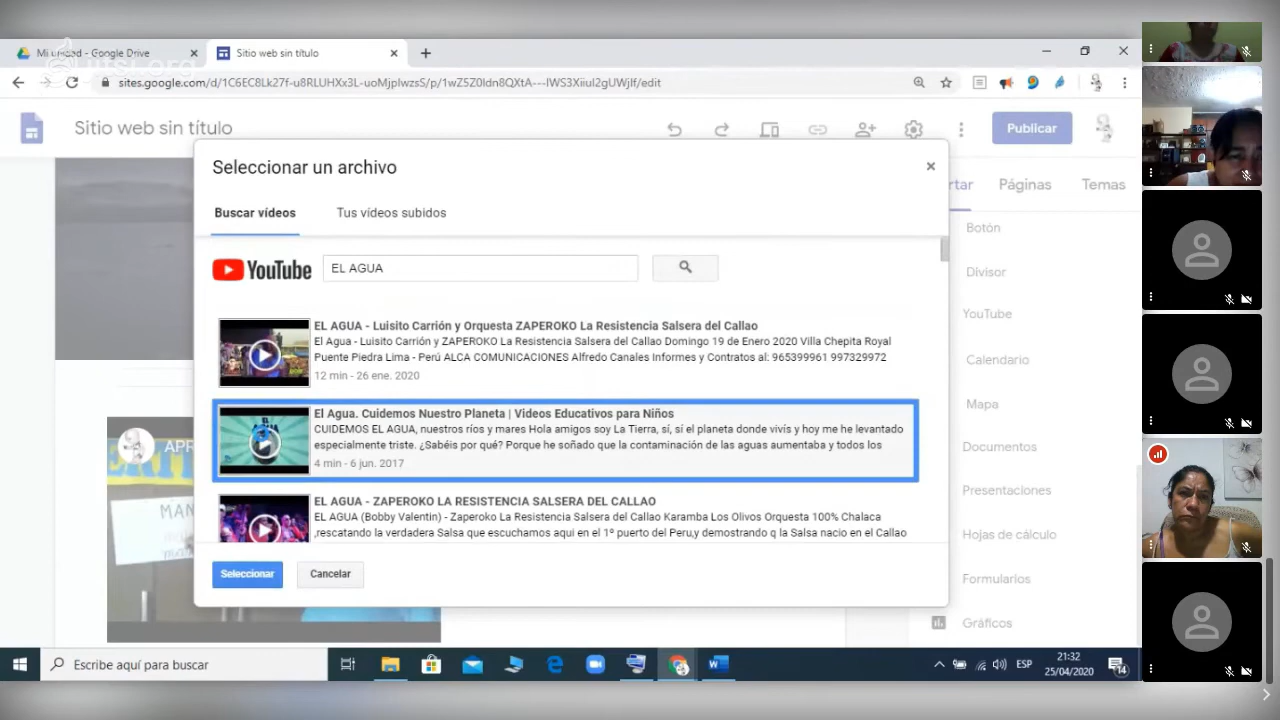 Mi unidad - Google Drive
Sitio web sin título
jitsi.org
sites.google.com/d/1C6EC8Lk27f-u8RLUHXx3L-uoMjplwzsS/p/1wZ5Z0ldn8QXtA---IWS3Xiiul2gUWjlf/edit
Sitio web sin título
Publicar
Seleccionar un archivo
Buscar vídeos
Tus vídeos subidos
YouTube
EL AGUA
EL AGUA - Luisito Carrión y Orquesta ZAPEROKO La Resistencia Salsera del Callao
El Agua - Luisito Carrión y ZAPEROKO La Resistencia Salsera del Callao Domingo 19 de Enero 2020 Villa Chepita Royal
Puente Piedra Lima - Perú ALCA COMUNICACIONES Alfredo Canales Informes y Contratos al: 965399961 997329972
12 min - 26 ene. 2020
El Agua. Cuidemos Nuestro Planeta | Videos Educativos para Niños
CUIDEMOS EL AGUA, nuestros ríos y mares Hola amigos soy La Tierra, sí, sí el planeta donde vivís y hoy me he levantado
especialmente triste. ¿Sabéis por qué? Porque he soñado que la contaminación de las aguas aumentaba y todos los
4 min - 6 jun. 2017
EL AGUA - ZAPEROKO LA RESISTENCIA SALSERA DEL CALLAO
EL AGUA (Bobby Valentin) - Zaperoko La Resistencia Salsera del Callao Karamba Los Olivos Orquesta 100% Chalaca
,rescatando la verdadera Salsa que escuchamos aqui en el 1º puerto del Peru,y demostrando q la Salsa nacio en el Callao
Seleccionar
Cancelar
APR
MAN
rtar
Páginas
Temas
Botón
Divisor
YouTube
Calendario
Mapa
Documentos
Presentaciones
Hojas de cálculo
Formularios
Gráficos
Escribe aquí para buscar
ESP
21:32
25/04/2020
14